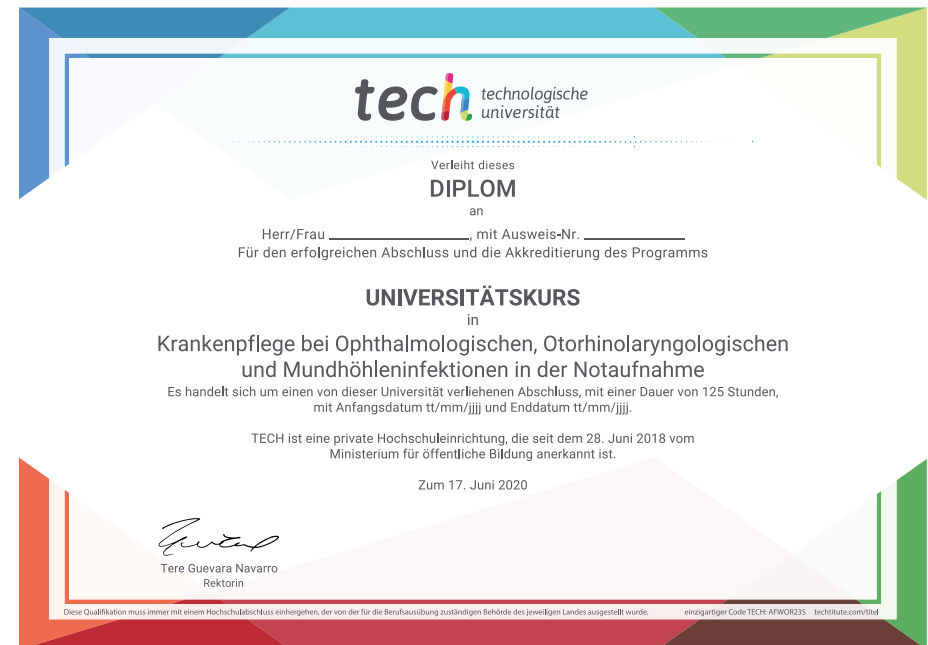 tech technologische
universität
Verleiht dieses
DIPLOM
an
Herr/Frau ____________, mit Ausweis-Nr. ____________
Für den erfolgreichen Abschluss und die Akkreditierung des Programms
UNIVERSITÄTSKURS
in
Krankenpflege bei Ophthalmologischen, Otorhinolaryngologischen
und Mundhöhleninfektionen in der Notaufnahme
Es handelt sich um einen von dieser Universität verliehenen Abschluss, mit einer Dauer von 125 Stunden,
mit Anfangsdatum tt/mm/jjjj und Enddatum tt/mm/jjjj.
TECH ist eine private Hochschuleinrichtung, die seit dem 28. Juni 2018 vom
Ministerium für öffentliche Bildung anerkannt ist.
Zum 17. Juni 2020
Tere Guevara Navarro
Rektorin
Diese Qualifikation muss immer mit einem Hochschulabschluss einhergehen, der von der für die Berufsausübung zuständigen Behörde des jeweiligen Landes ausgestellt wurde. einzigartiger Code TECH: AFWOR23S techtitute.com/titel